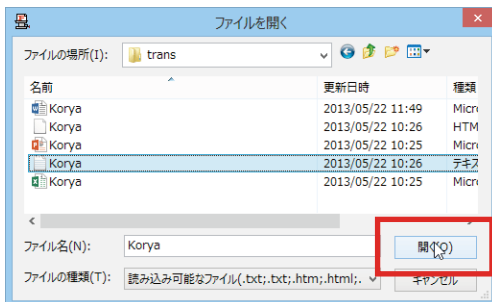 ファイルを開く
ファイルの場所(I): trans
名前 更新日時 種類
Korya 2013/05/22 11:49 Micro
Korya 2013/05/22 10:26 HTM
Korya 2013/05/22 10:25 Micro
Korya 2013/05/22 10:26 テキス
Korya 2013/05/22 10:25 Micro
ファイル名(N): Korya 開く(O)
ファイルの種類(T): 読み込み可能なファイル(.txt;.txt;.htm;.html;. キャンセル